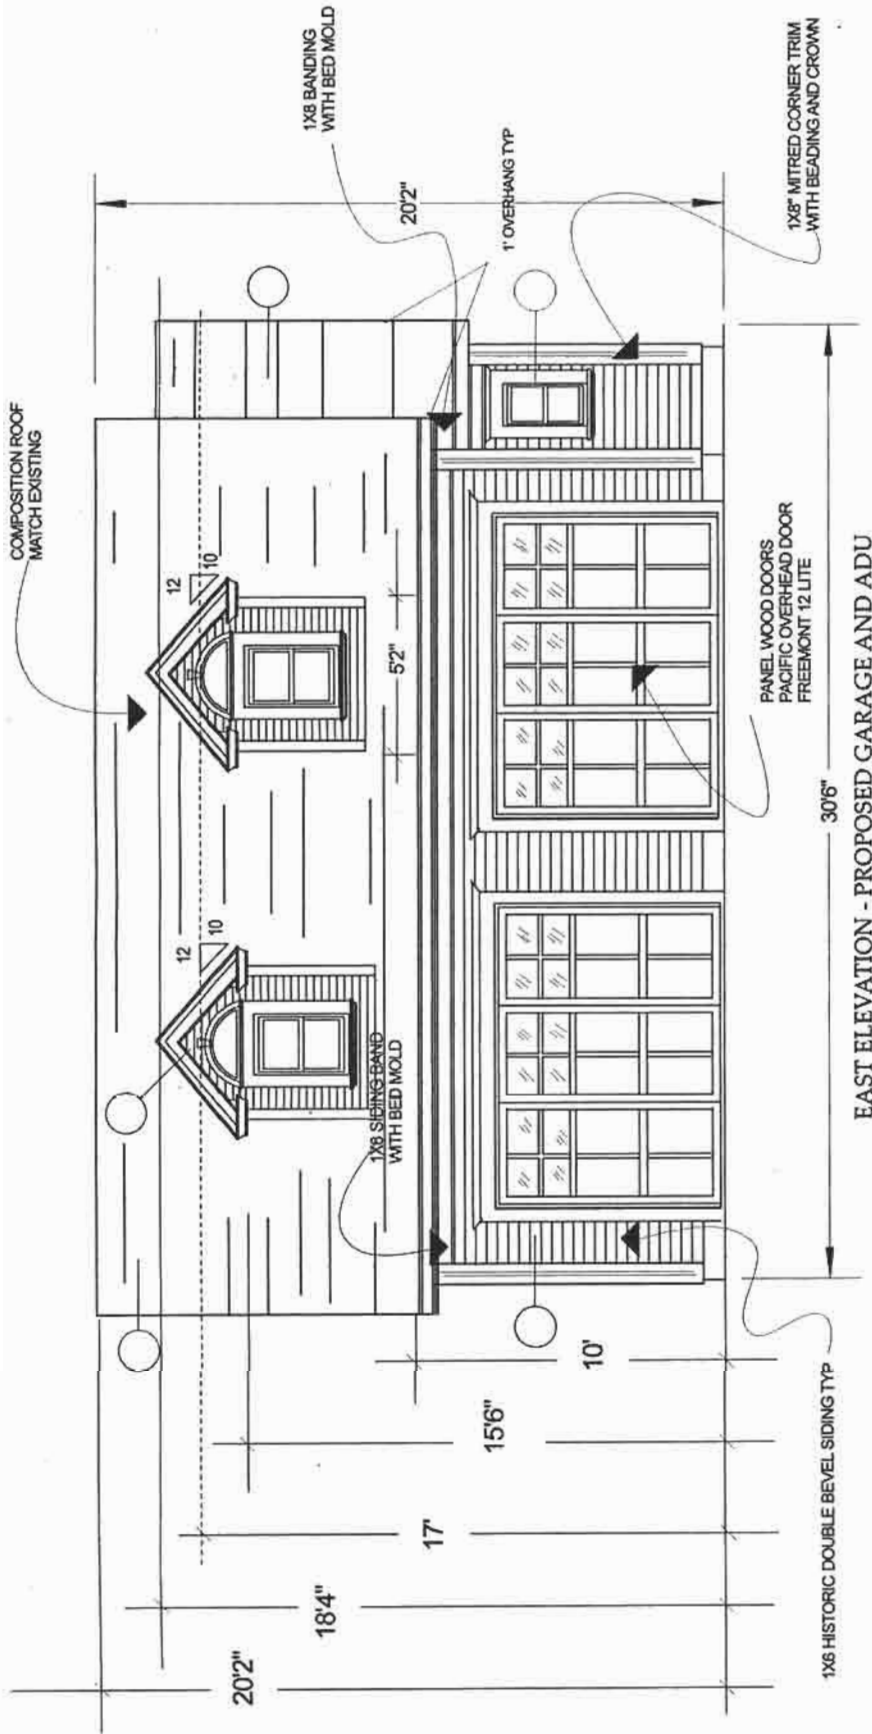 COMPOSITION ROOF
MATCH EXISTING
1X8 BANDING
WITH BED MOLD
20'2"
1' OVERHANG TYP
1X8" MITRED CORNER TRIM
WITH BEADING AND CROWN
12
10
12
10
5'2"
1X8 SIDING BAND
WITH BED MOLD
PANEL WOOD DOORS
PACIFIC OVERHEAD DOOR
FREEMONT 12 LITE
20'2"
18'4"
17'
15'6"
10'
30'6"
1X6 HISTORIC DOUBLE BEVEL SIDING TYP
EAST ELEVATION - PROPOSED GARAGE AND ADU